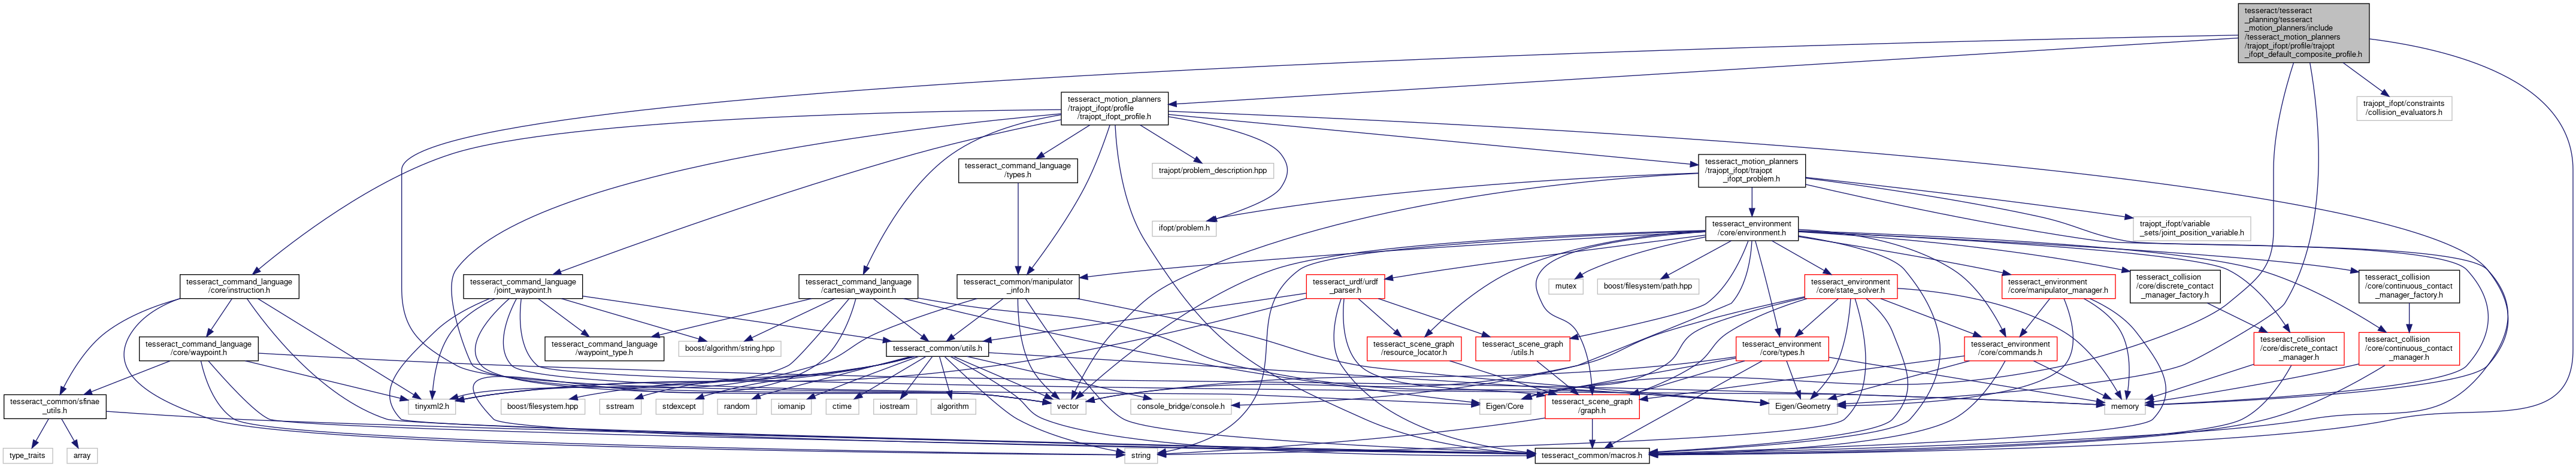 tesseract/tesseract
_planning/tesseract
_motion_planners/include
/tesseract_motion_planners
/trajopt_ifopt/profile/trajopt
_ifopt_default_composite_profile.h
tesseract_motion_planners
/trajopt_ifopt/profile
/trajopt_ifopt_profile.h
trajopt_ifopt/constraints
/collision_evaluators.h
tesseract_command_language
/types.h
trajopt/problem_description.hpp
tesseract_motion_planners
/trajopt_ifopt/trajopt
_ifopt_problem.h
ifopt/problem.h
tesseract_environment
/core/environment.h
trajopt_ifopt/variable
_sets/joint_position_variable.h
tesseract_command_language
/core/instruction.h
tesseract_command_language
/joint_waypoint.h
tesseract_command_language
/cartesian_waypoint.h
tesseract_common/manipulator
_info.h
tesseract_urdf/urdf
_parser.h
mutex
boost/filesystem/path.hpp
tesseract_environment
/core/state_solver.h
tesseract_environment
/core/manipulator_manager.h
tesseract_collision
/core/discrete_contact
_manager_factory.h
tesseract_collision
/core/continuous_contact
_manager_factory.h
tesseract_command_language
/core/waypoint.h
tesseract_command_language
/waypoint_type.h
boost/algorithm/string.hpp
tesseract_common/utils.h
tesseract_scene_graph
/resource_locator.h
tesseract_scene_graph
/utils.h
tesseract_environment
/core/types.h
tesseract_environment
/core/commands.h
tesseract_collision
/core/discrete_contact
_manager.h
tesseract_collision
/core/continuous_contact
_manager.h
tesseract_common/sfinae
_utils.h
tinyxml2.h
boost/filesystem.hpp
sstream
stdexcept
random
iomanip
ctime
iostream
algorithm
vector
console_bridge/console.h
Eigen/Core
tesseract_scene_graph
/graph.h
Eigen/Geometry
memory
type_traits
array
string
tesseract_common/macros.h